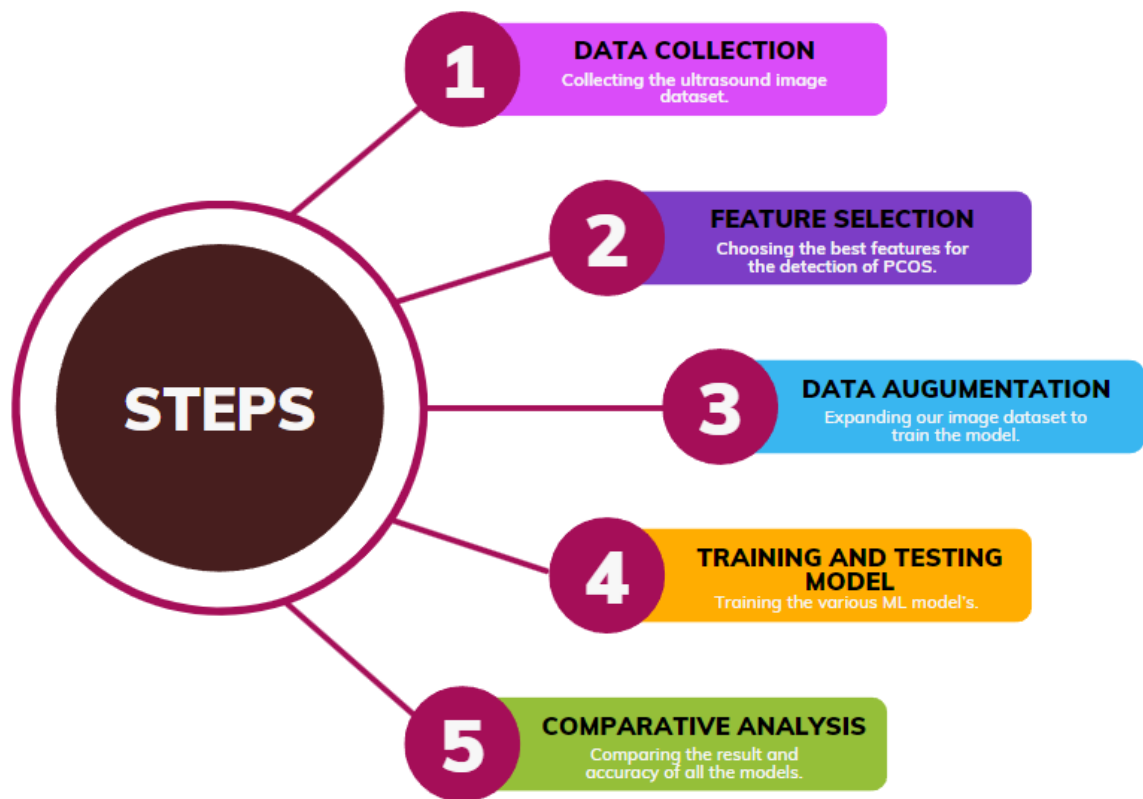 1
DATA COLLECTION
Collecting the ultrasound image
dataset.
2
FEATURE SELECTION
Choosing the best features for
the detection of PCOS.
STEPS
3
DATA AUGUMENTATION
Expanding our image dataset to
train the model.
4
TRAINING AND TESTING
MODEL
Training the various ML model's.
5
COMPARATIVE ANALYSIS
Comparing the result and
accuracy of all the models.